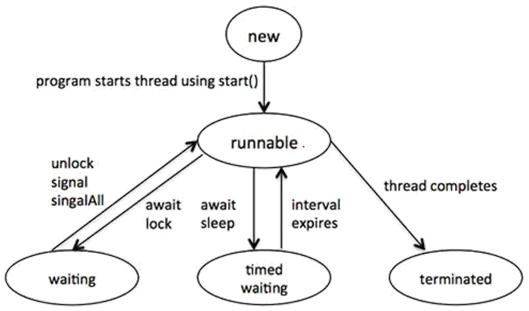 new
program starts thread using start()
runnable
unlock
signal
singalAll
await
lock
await
sleep
interval
expires
thread completes
waiting
timed
waiting
terminated